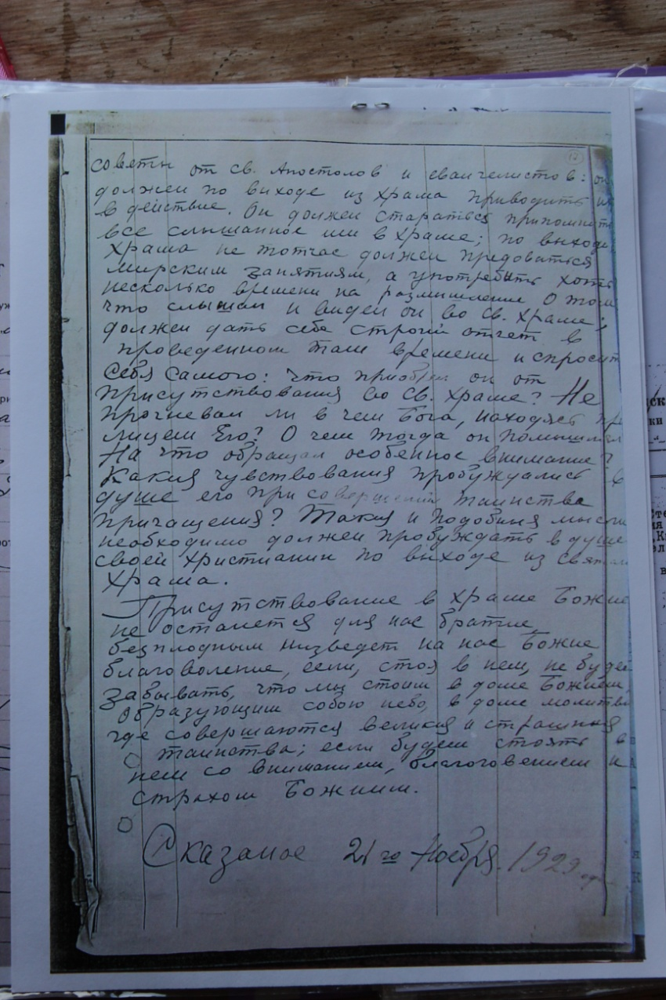 12
советы от св. Апостолов и евангелистов: он
должен по выходе из храма приводить их
в действие. Он должен стараться припомнить
все слышанное им в храме; по выходе
храма не тотчас должен предоваться
мирским занятиям, а употребить хоть
несколько времени на размишление о том
что слышал и видел он во св. храме;
должен дать себе строгий отчет в
проведенном там времени и спросить
себя самого: что приобрел он от
присутствования во св. храме? Не
прогневал ли в чем Бога, находясь пре
лицем Его? О чем тогда он помышлял
На что обращал особенное внимание?
Какия чувствования пробуждались в
душе его при совершении таинства
причащения? Такия и подобныя мысли
необходимо должен пробуждать в душе
своей христианин по выходе из святаго
храма.
Присутствование в храме Божие
не останется для нас братие
безплодным низведет на нас Божие
благоволение, если, стоя в нем, не будем
забывать, что мы стоим в доме Божием,
образующим собою небо, в доме молитвы
где совершаются великия и страшныя
таинства; если будем стоять в
нем со вниманием, благоговением и
страхом Божиим.
Сказаное 21го Ноября. 1929